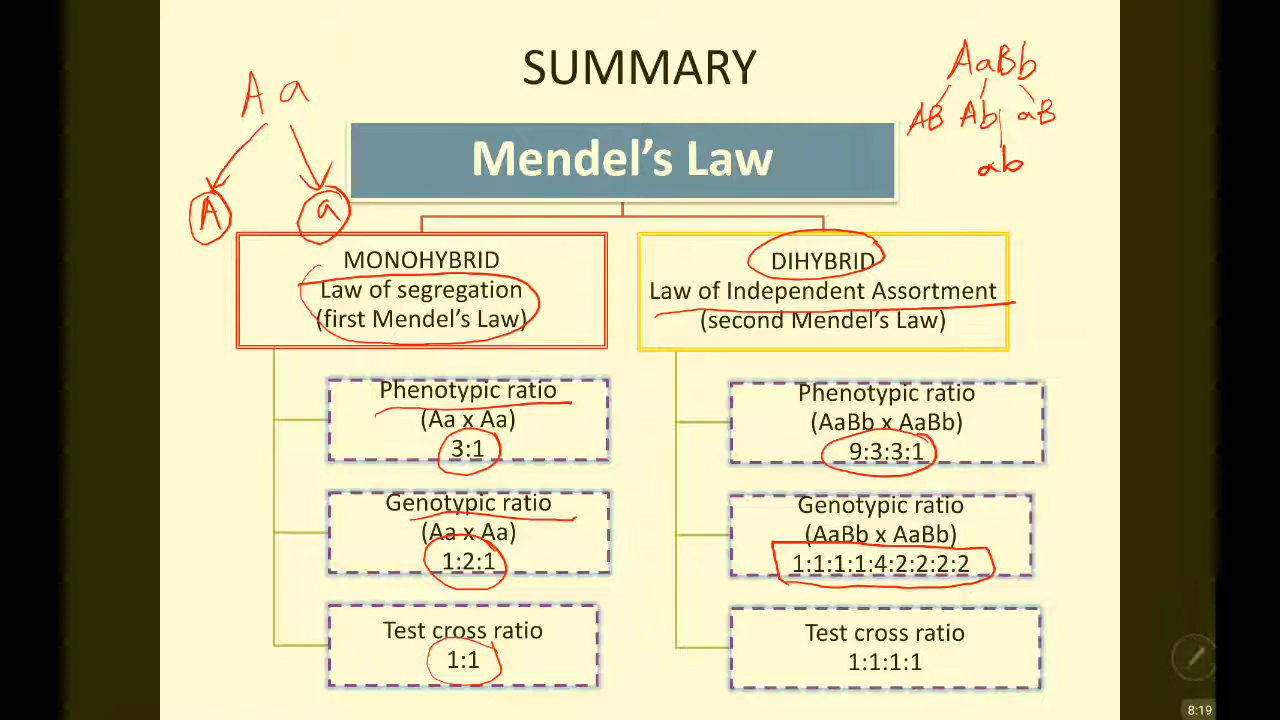 SUMMARY
A a
A a
AaBb
AB Ab aB
ab
Mendel's Law
MONOHYBRID
Law of segregation
(first Mendel's Law)
Phenotypic ratio
(Aa x Aa)
3:1
Genotypic ratio
(Aa x Aa)
1:2:1
Test cross ratio
1:1
DIHYBRID
Law of Independent Assortment
(second Mendel's Law)
Phenotypic ratio
(AaBb x AaBb)
9:3:3:1
Genotypic ratio
(AaBb x AaBb)
1:1:1:1:4:2:2:2:2
Test cross ratio
1:1:1:1
8:19